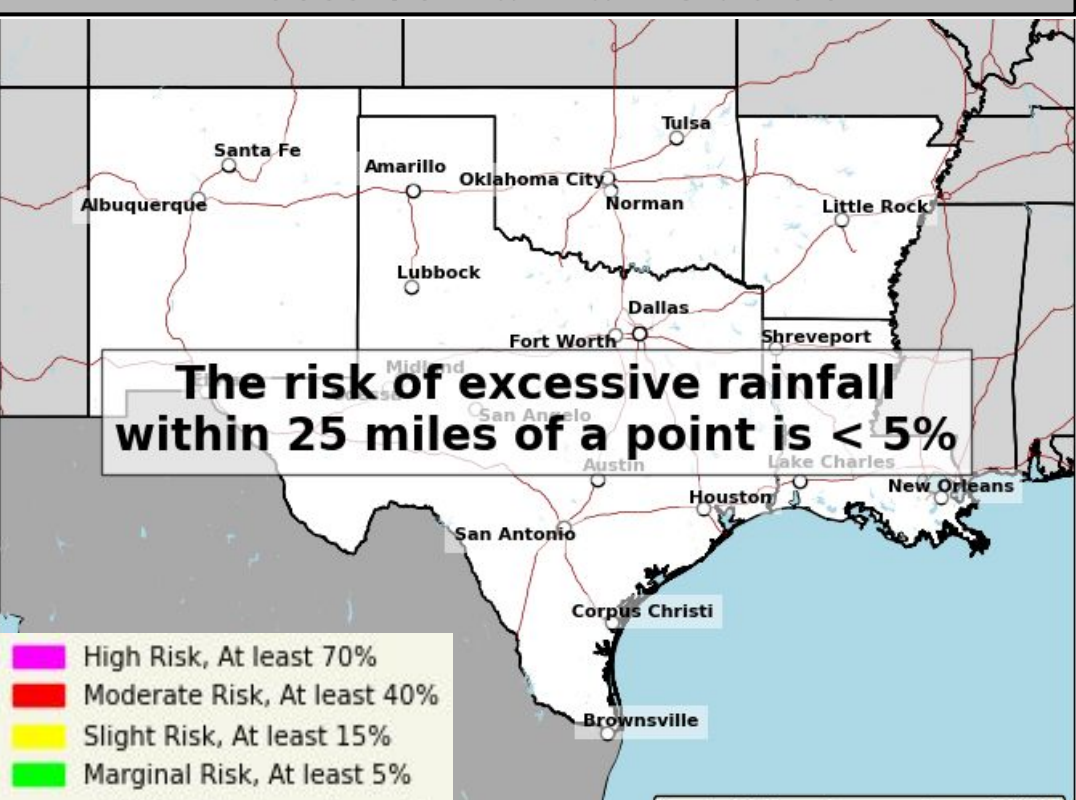 Tulsa
Santa Fe
Amarillo
Oklahoma City
Albuquerque
Norman
Little Rock
Lubbock
Dallas
Fort Worth
Shreveport
Midland
The risk of excessive rainfall
San Angelo
within 25 miles of a point is < 5%
Austin
Lake Charles
New Orleans
Houston
San Antonio
Corpus Christi
High Risk, At least 70%
Moderate Risk, At least 40%
Slight Risk, At least 15%
Brownsville
Marginal Risk, At least 5%